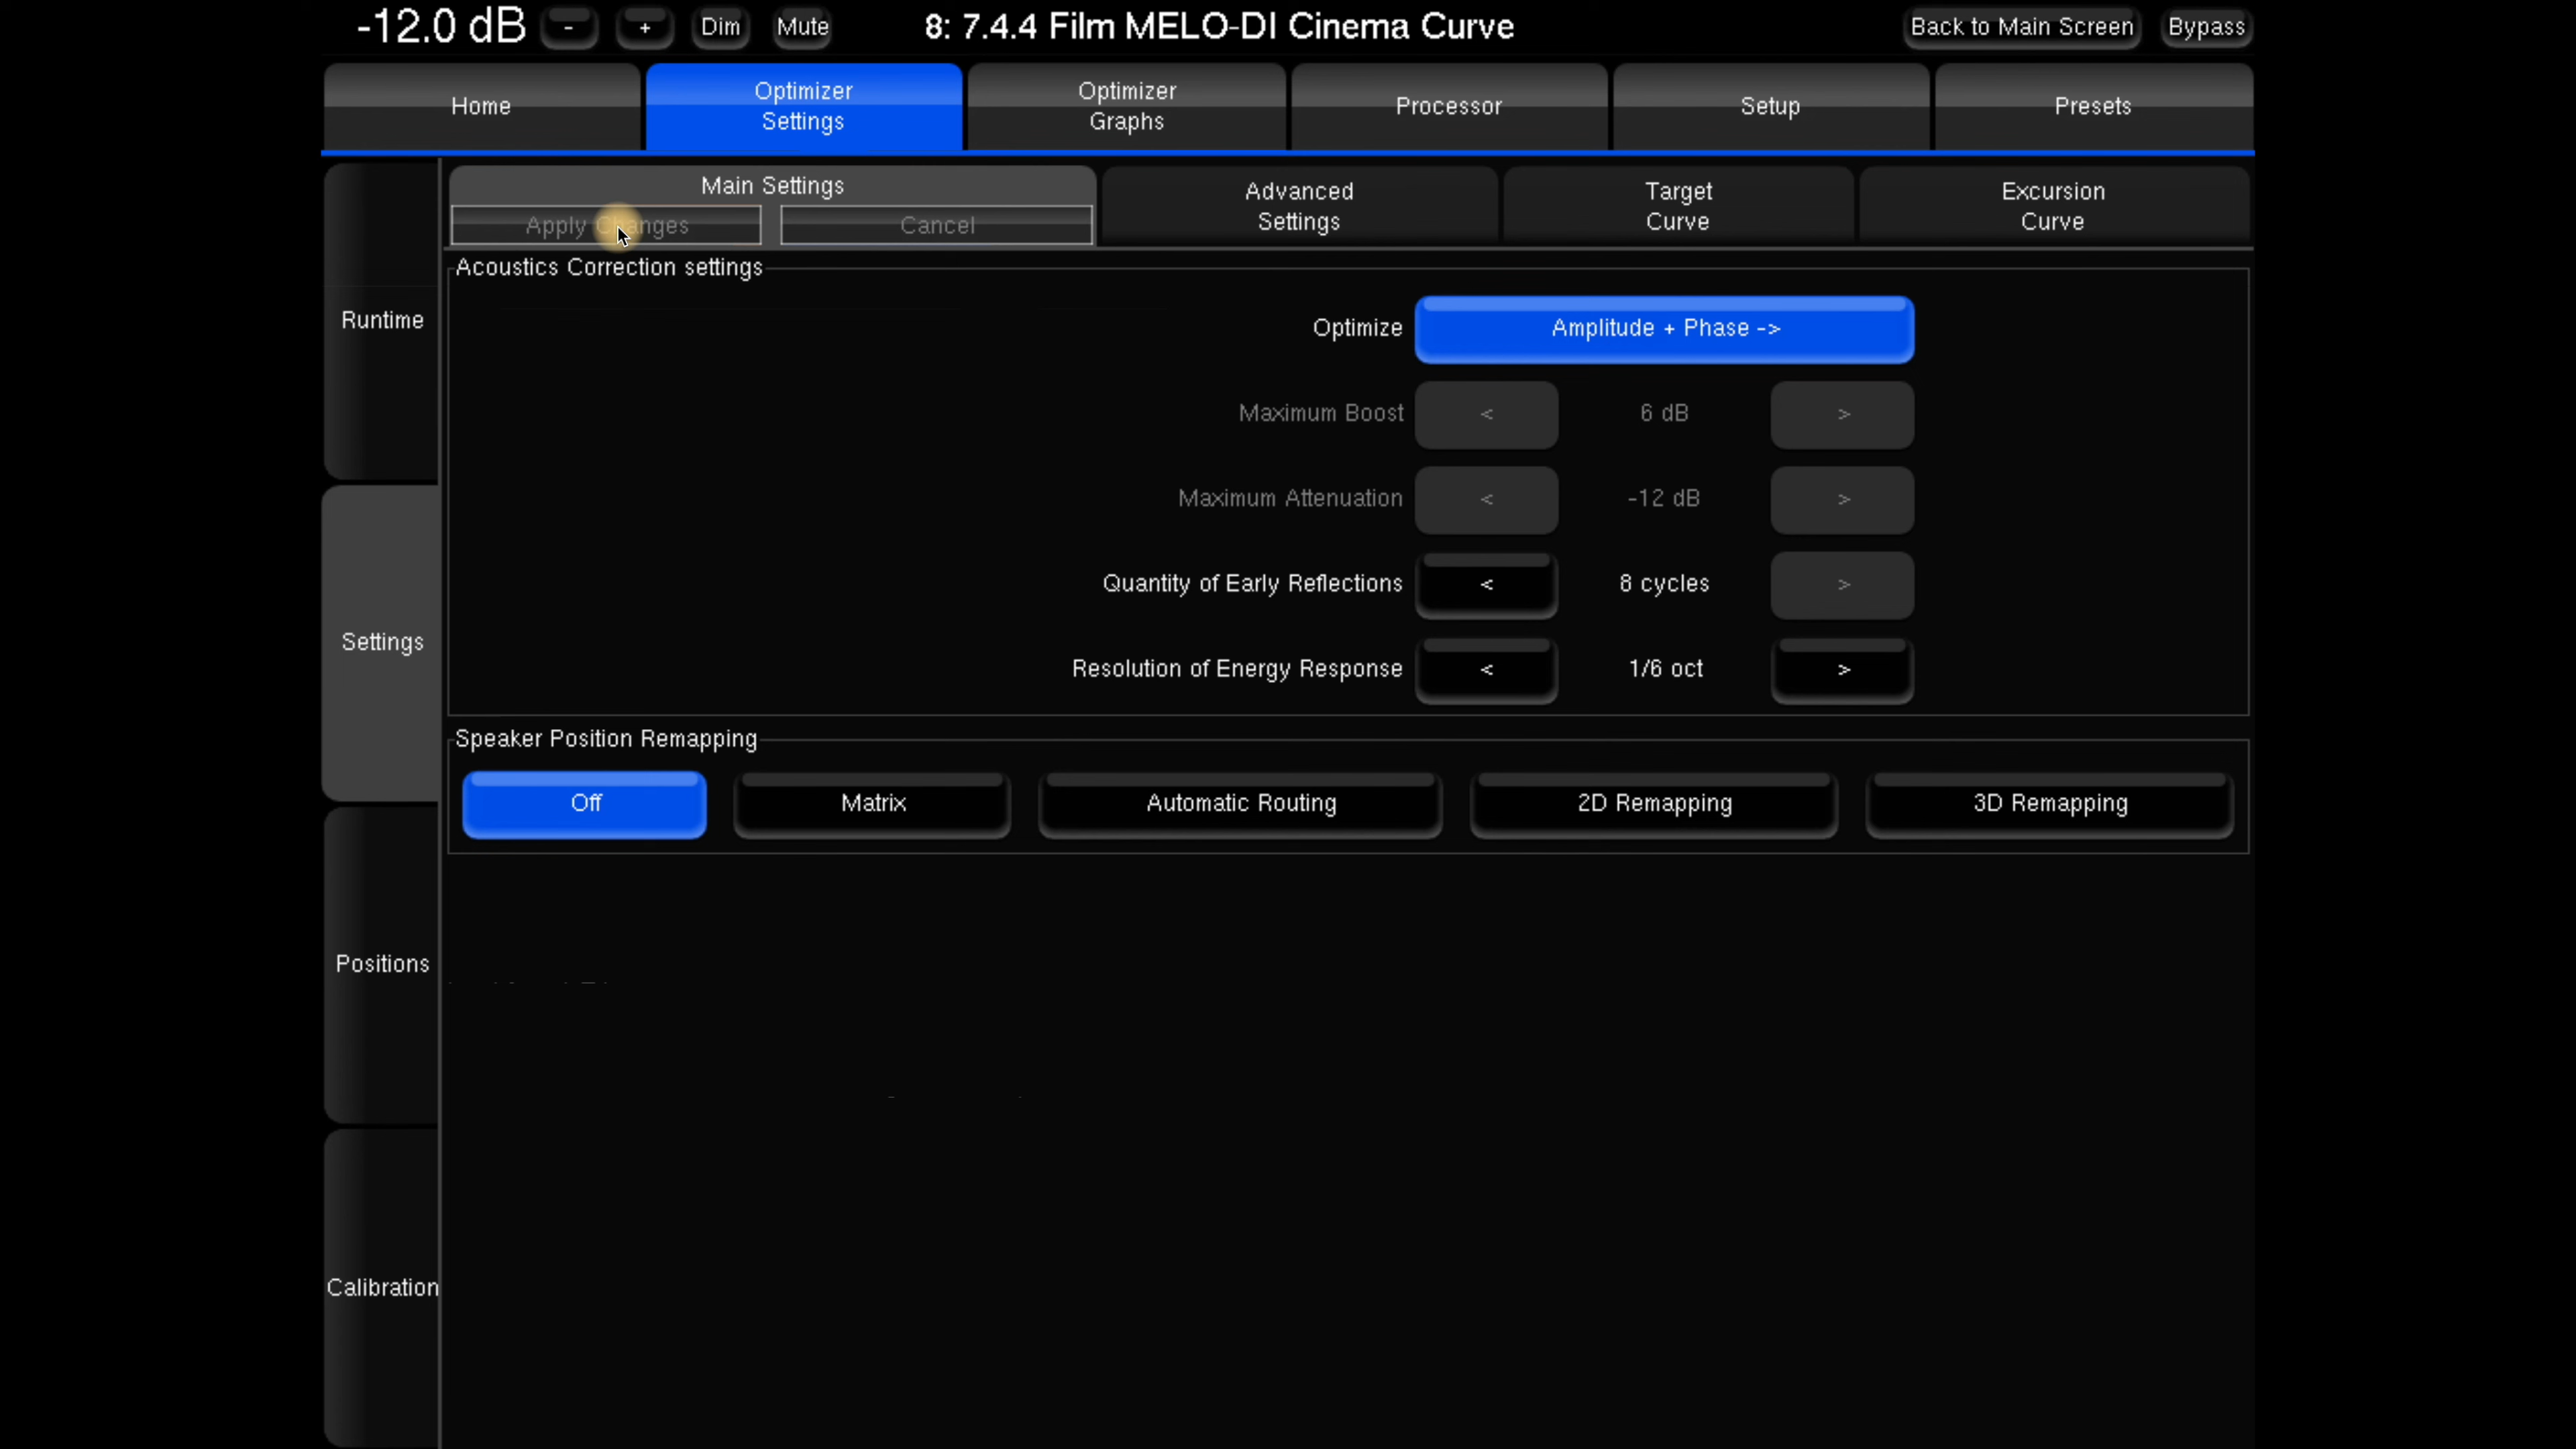 -12.0 dB - + Dim Mute 8: 7.4.4 Film MELO-DI Cinema Curve Back to Main Screen Bypass
Home
Optimizer
Settings
Optimizer
Graphs
Processor
Setup
Presets
Main Settings
Apply Changes Cancel
Advanced
Settings
Target
Curve
Excursion
Curve
Runtime
Settings
Positions
Calibration
Acoustics Correction settings
Optimize Amplitude + Phase ->
Maximum Boost < 6 dB >
Maximum Attenuation < -12 dB >
Quantity of Early Reflections < 8 cycles >
Resolution of Energy Response < 1/6 oct >
Speaker Position Remapping
Off Matrix Automatic Routing 2D Remapping 3D Remapping